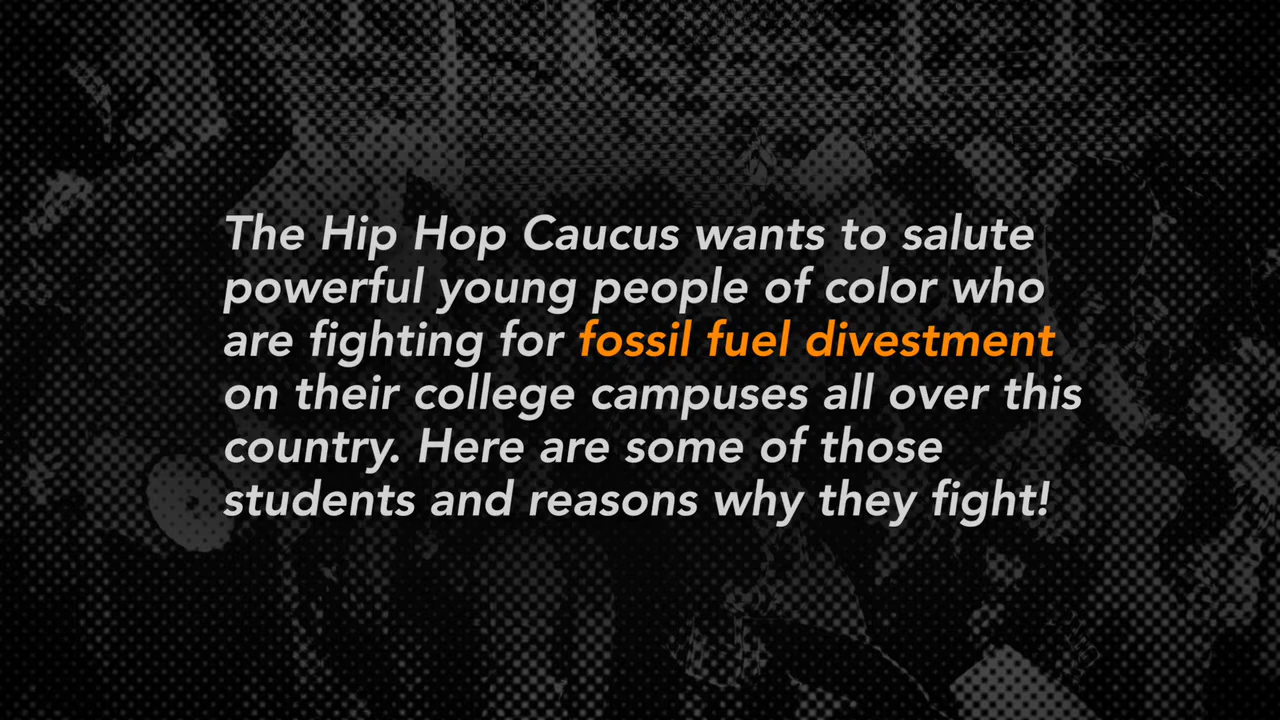 The Hip Hop Caucus wants to salute
powerful young people of color who
are fighting for fossil fuel divestment
on their college campuses all over this
country. Here are some of those
students and reasons why they fight!